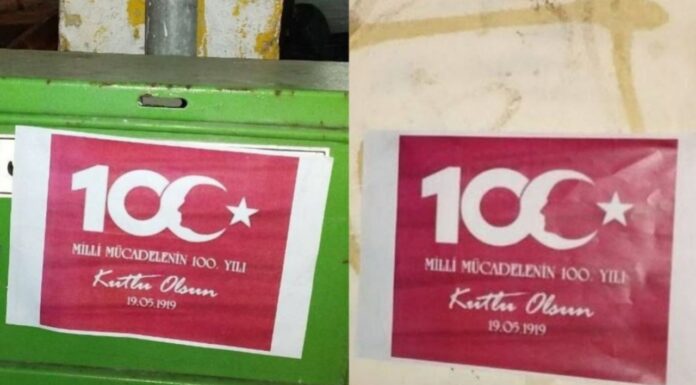 100
MİLLİ MÜCADELENİN 100. YILI
Kutlu Olsun
19.05.1919
100
MİLLİ MÜCADELENİN 100. YILI
Kutlu Olsun
19.05.1919